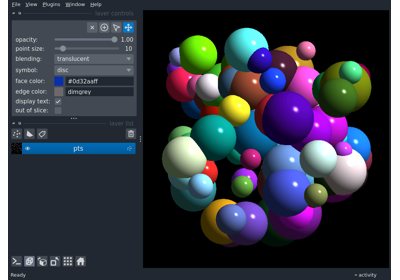 File View Plugins Window Help
layer controls
opacity: 1.00
point size: 10
blending: translucent
symbol: disc
face color: #0d32aaff
edge color: dimgrey
display text:
out of slice:
layer list
pts
Ready
activity